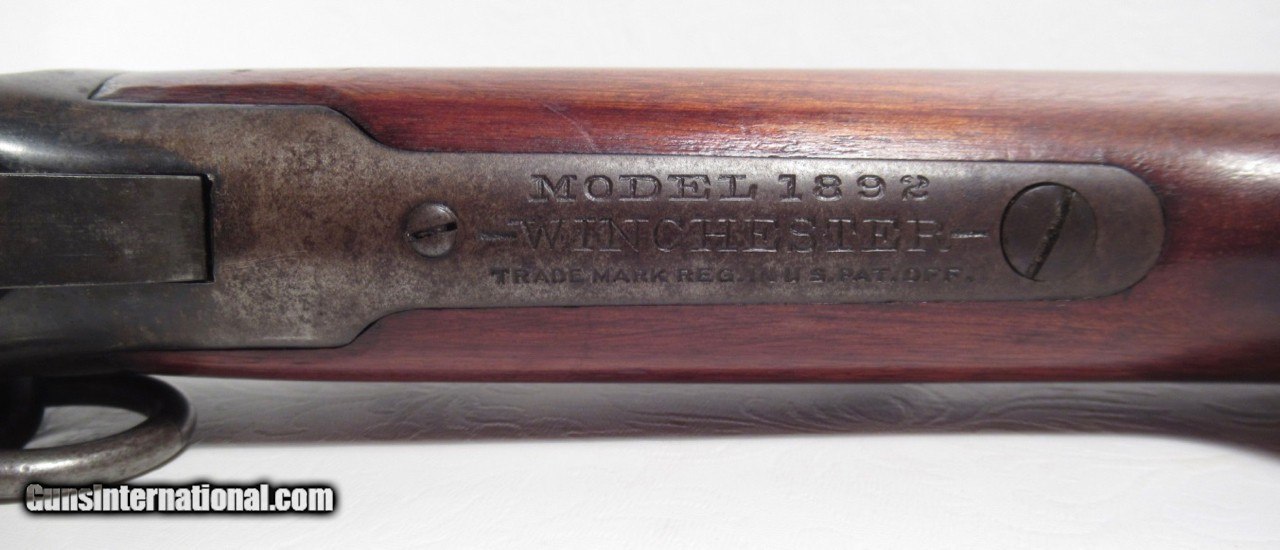 MODEL 1892
–WINCHESTER–
TRADE MARK REG. IN U.S. PAT. OFF.
GunsInternational.com